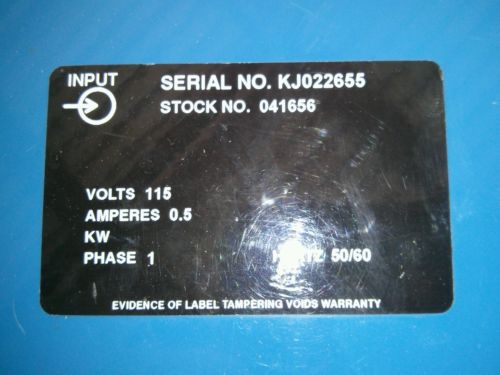 INPUT
SERIAL NO. KJ022655
STOCK NO. 041656
VOLTS 115
AMPERES 0.5
KW
PHASE 1 HERTZ 50/60
EVIDENCE OF LABEL TAMPERING VOIDS WARRANTY